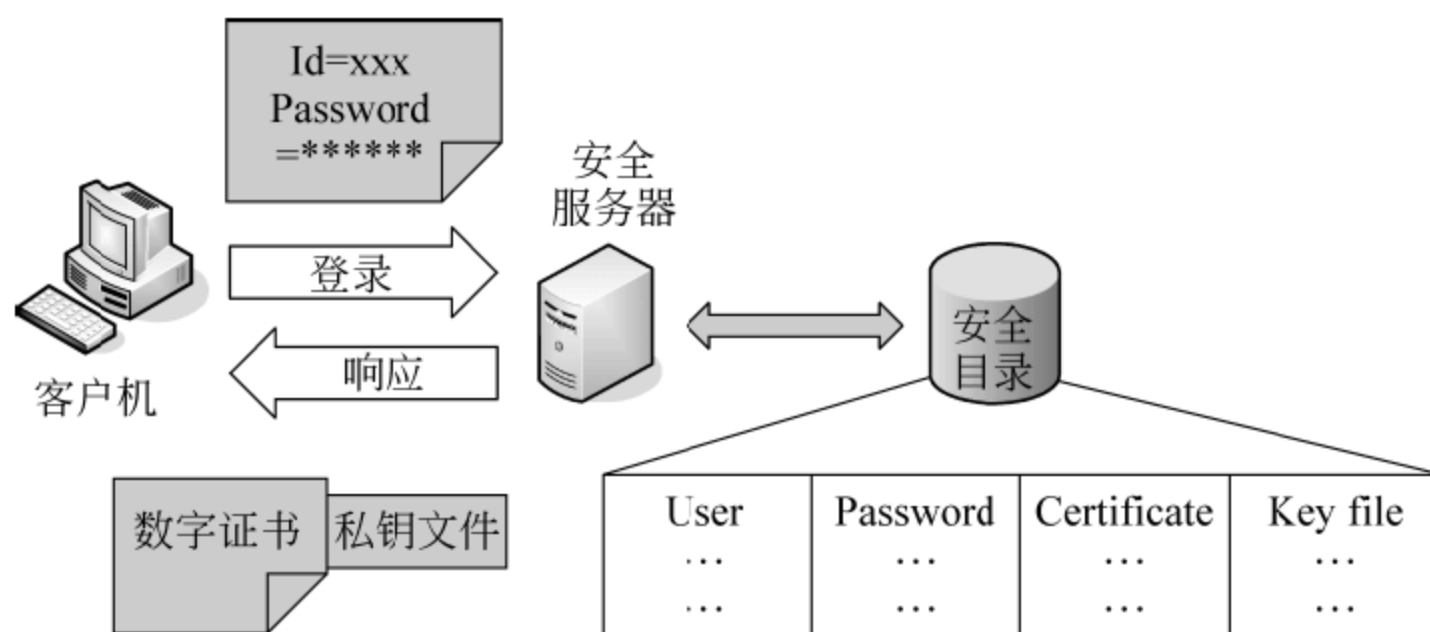 Id=xxx
Password
=******
安全
服务器
登录
响应
客户机
安全
目录
数字证书 私钥文件
User Password Certificate Key file
… … … …
… … … …